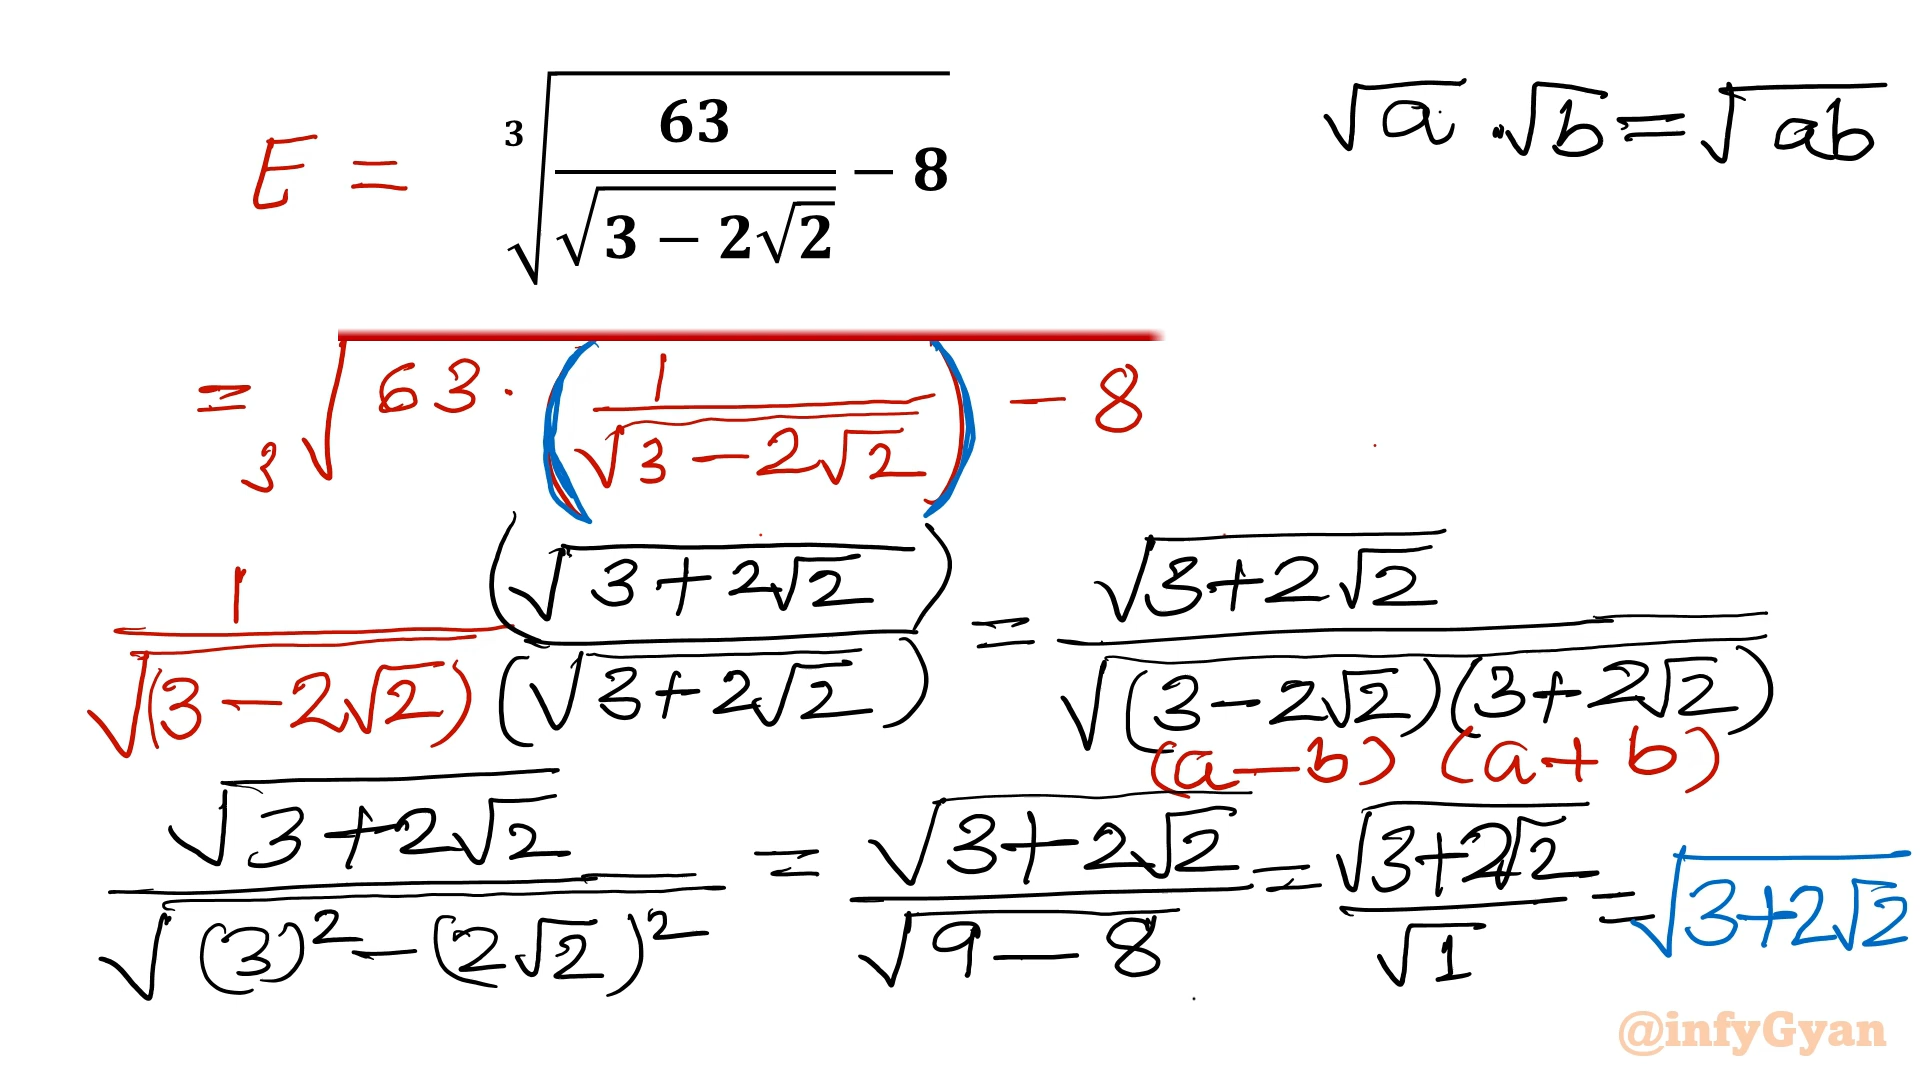 E = ∛(63/√(3 − 2√2) − 8)
√a · √b = √ab
= ∛(63 · (1/√(3 − 2√2)) − 8)
1/√(3 − 2√2) (√(3 + 2√2))/(√(3 + 2√2)) = √(3 + 2√2)/√((3 − 2√2)(3 + 2√2))
(a − b) (a + b)
√(3 + 2√2)/√((3)² − (2√2)²) = √(3 + 2√2)/√(9 − 8) = √(3 + 2√2)/√1 = √(3 + 2√2)
@infyGyan